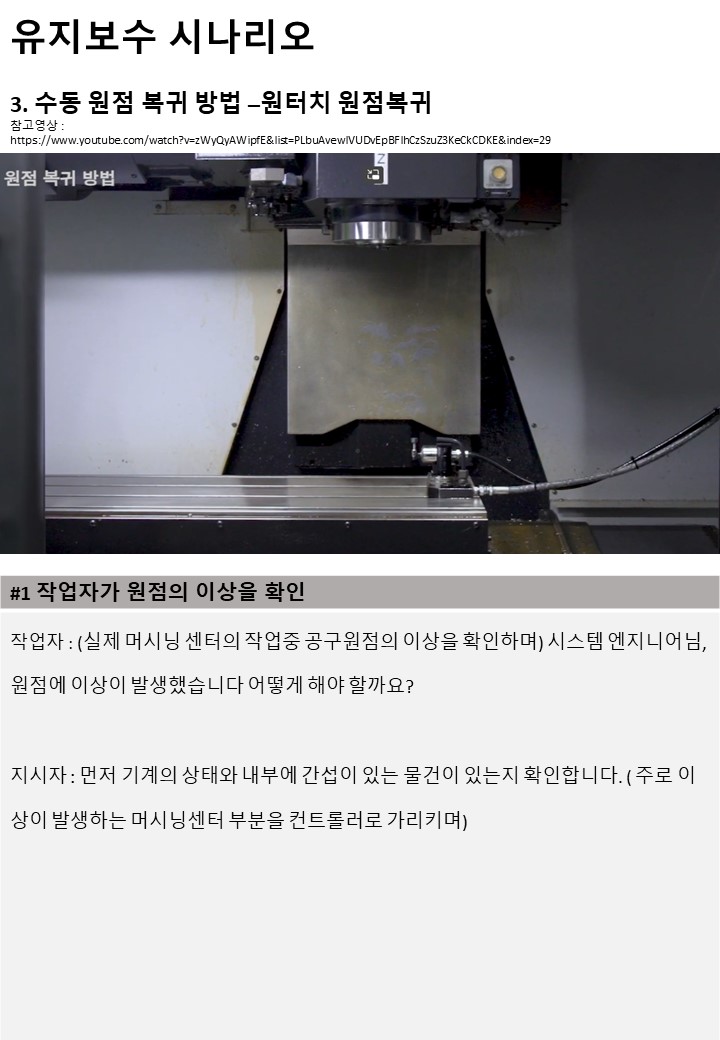 유지보수 시나리오
3. 수동 원점 복귀 방법 –원터치 원점복귀
참고영상 :
https://www.youtube.com/watch?v=zWyQyAWipfE&list=PLbuAvewlVUDvEpBFlhCzSzuZ3KeCkCDKE&index=29
원점 복귀 방법
Z
#1 작업자가 원점의 이상을 확인
작업자 : (실제 머시닝 센터의 작업중 공구원점의 이상을 확인하며) 시스템 엔지니어님,
원점에 이상이 발생했습니다 어떻게 해야 할까요?
지시자 : 먼저 기계의 상태와 내부에 간섭이 있는 물건이 있는지 확인합니다. ( 주로 이
상이 발생하는 머시닝센터 부분을 컨트롤러로 가리키며)